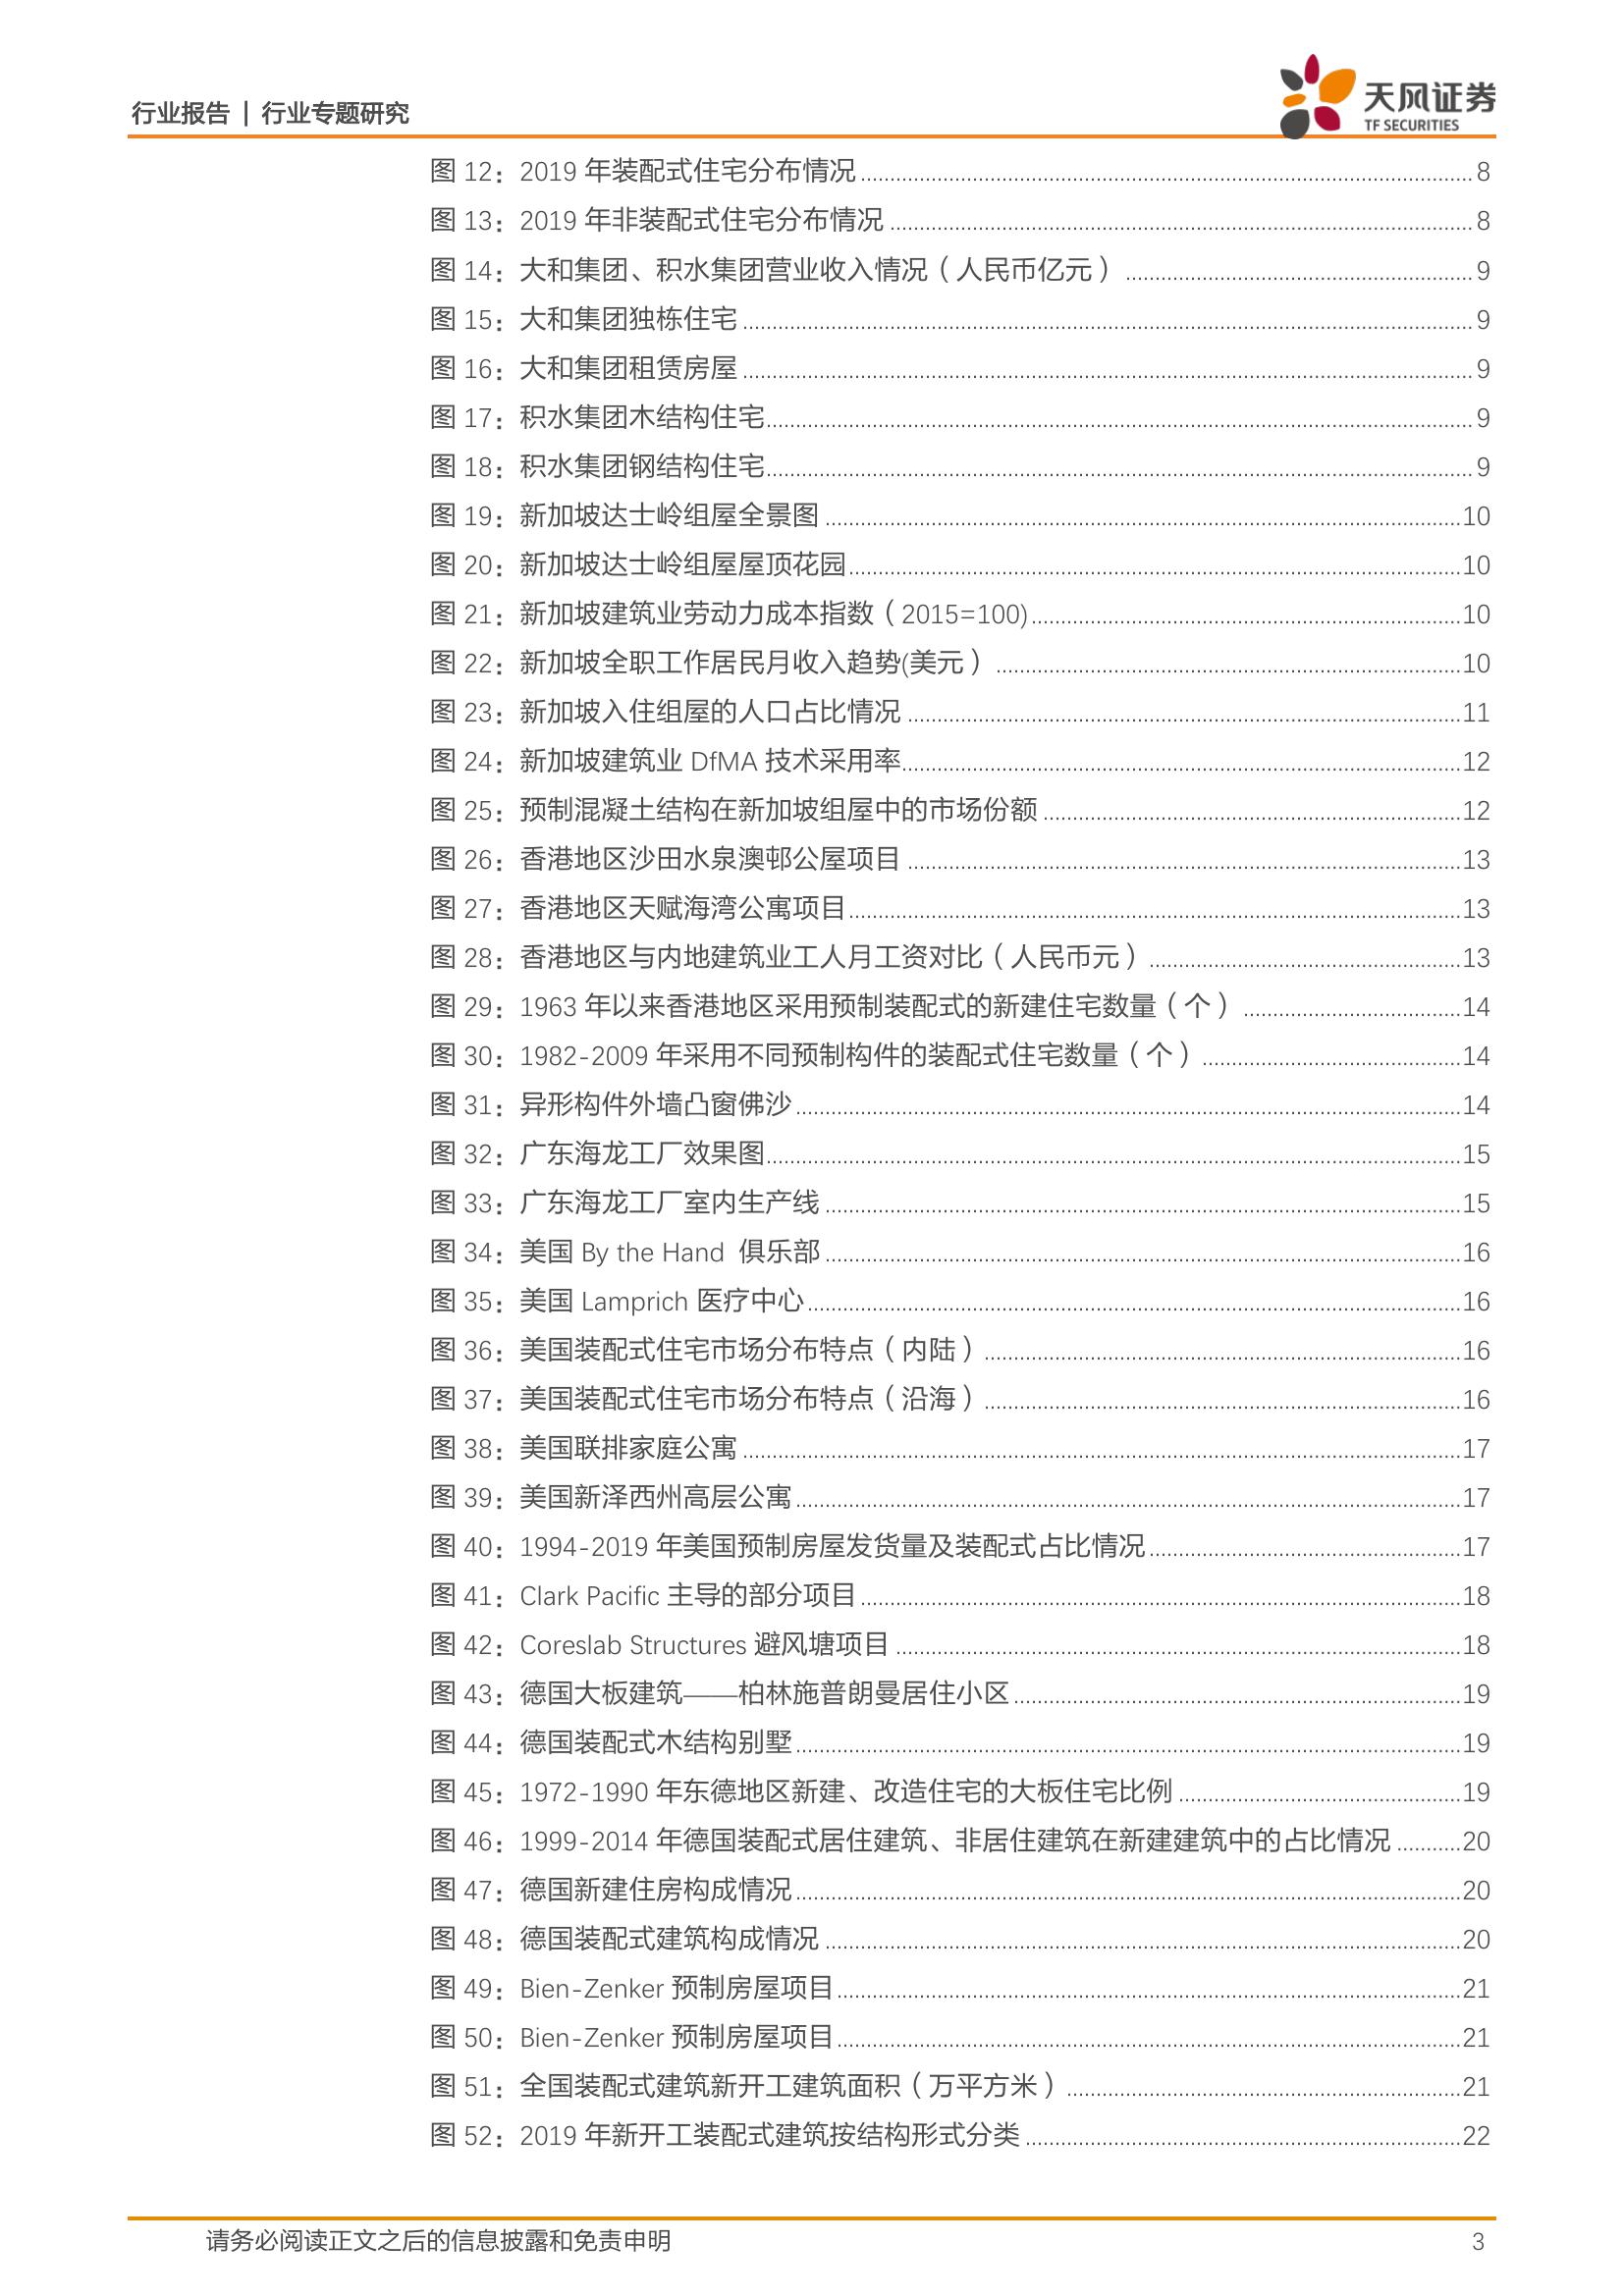 行业报告 | 行业专题研究
天风证券
TF SECURITIES
图 12：2019 年装配式住宅分布情况 8
图 13：2019 年非装配式住宅分布情况 8
图 14：大和集团、积水集团营业收入情况（人民币亿元） 9
图 15：大和集团独栋住宅 9
图 16：大和集团租赁房屋 9
图 17：积水集团木结构住宅 9
图 18：积水集团钢结构住宅 9
图 19：新加坡达士岭组屋全景图 10
图 20：新加坡达士岭组屋屋顶花园 10
图 21：新加坡建筑业劳动力成本指数（2015=100) 10
图 22：新加坡全职工作居民月收入趋势(美元） 10
图 23：新加坡入住组屋的人口占比情况 11
图 24：新加坡建筑业 DfMA 技术采用率 12
图 25：预制混凝土结构在新加坡组屋中的市场份额 12
图 26：香港地区沙田水泉澳邨公屋项目 13
图 27：香港地区天赋海湾公寓项目 13
图 28：香港地区与内地建筑业工人月工资对比（人民币元） 13
图 29：1963 年以来香港地区采用预制装配式的新建住宅数量（个） 14
图 30：1982-2009 年采用不同预制构件的装配式住宅数量（个） 14
图 31：异形构件外墙凸窗佛沙 14
图 32：广东海龙工厂效果图 15
图 33：广东海龙工厂室内生产线 15
图 34：美国 By the Hand 俱乐部 16
图 35：美国 Lamprich 医疗中心 16
图 36：美国装配式住宅市场分布特点（内陆） 16
图 37：美国装配式住宅市场分布特点（沿海） 16
图 38：美国联排家庭公寓 17
图 39：美国新泽西州高层公寓 17
图 40：1994-2019 年美国预制房屋发货量及装配式占比情况 17
图 41：Clark Pacific 主导的部分项目 18
图 42：Coreslab Structures 避风塘项目 18
图 43：德国大板建筑——柏林施普朗曼居住小区 19
图 44：德国装配式木结构别墅 19
图 45：1972-1990 年东德地区新建、改造住宅的大板住宅比例 19
图 46：1999-2014 年德国装配式居住建筑、非居住建筑在新建建筑中的占比情况 20
图 47：德国新建住房构成情况 20
图 48：德国装配式建筑构成情况 20
图 49：Bien-Zenker 预制房屋项目 21
图 50：Bien-Zenker 预制房屋项目 21
图 51：全国装配式建筑新开工建筑面积（万平方米） 21
图 52：2019 年新开工装配式建筑按结构形式分类 22
请务必阅读正文之后的信息披露和免责申明 3